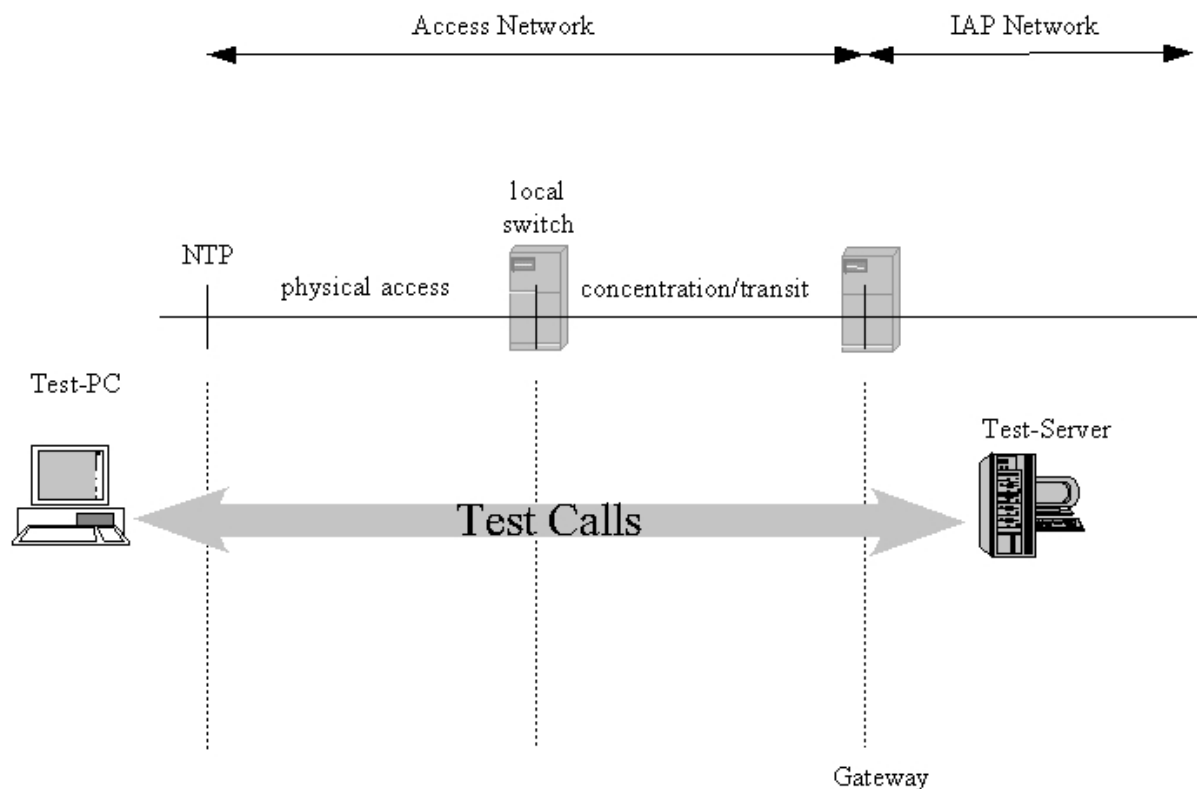 Access Network
IAP Network
local
switch
NTP
physical access
concentration/transit
Test-PC
Test-Server
Test Calls
Gateway